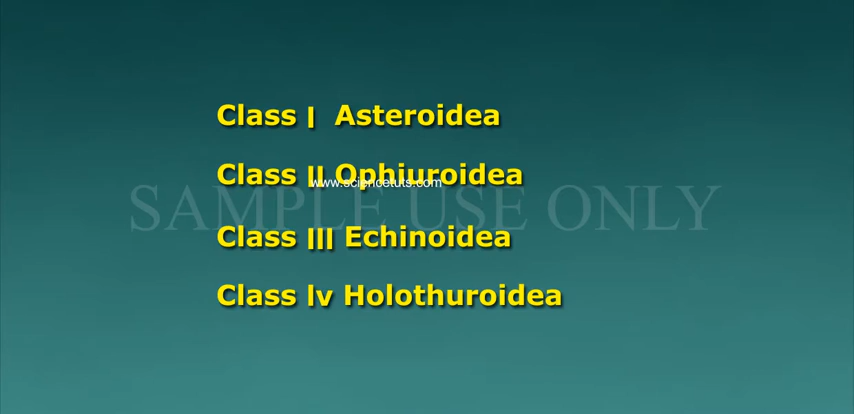 Class I Asteroidea
Class II Ophiuroidea
www.sciencetuts.com
SAMPLE USE ONLY
Class III Echinoidea
Class Iv Holothuroidea